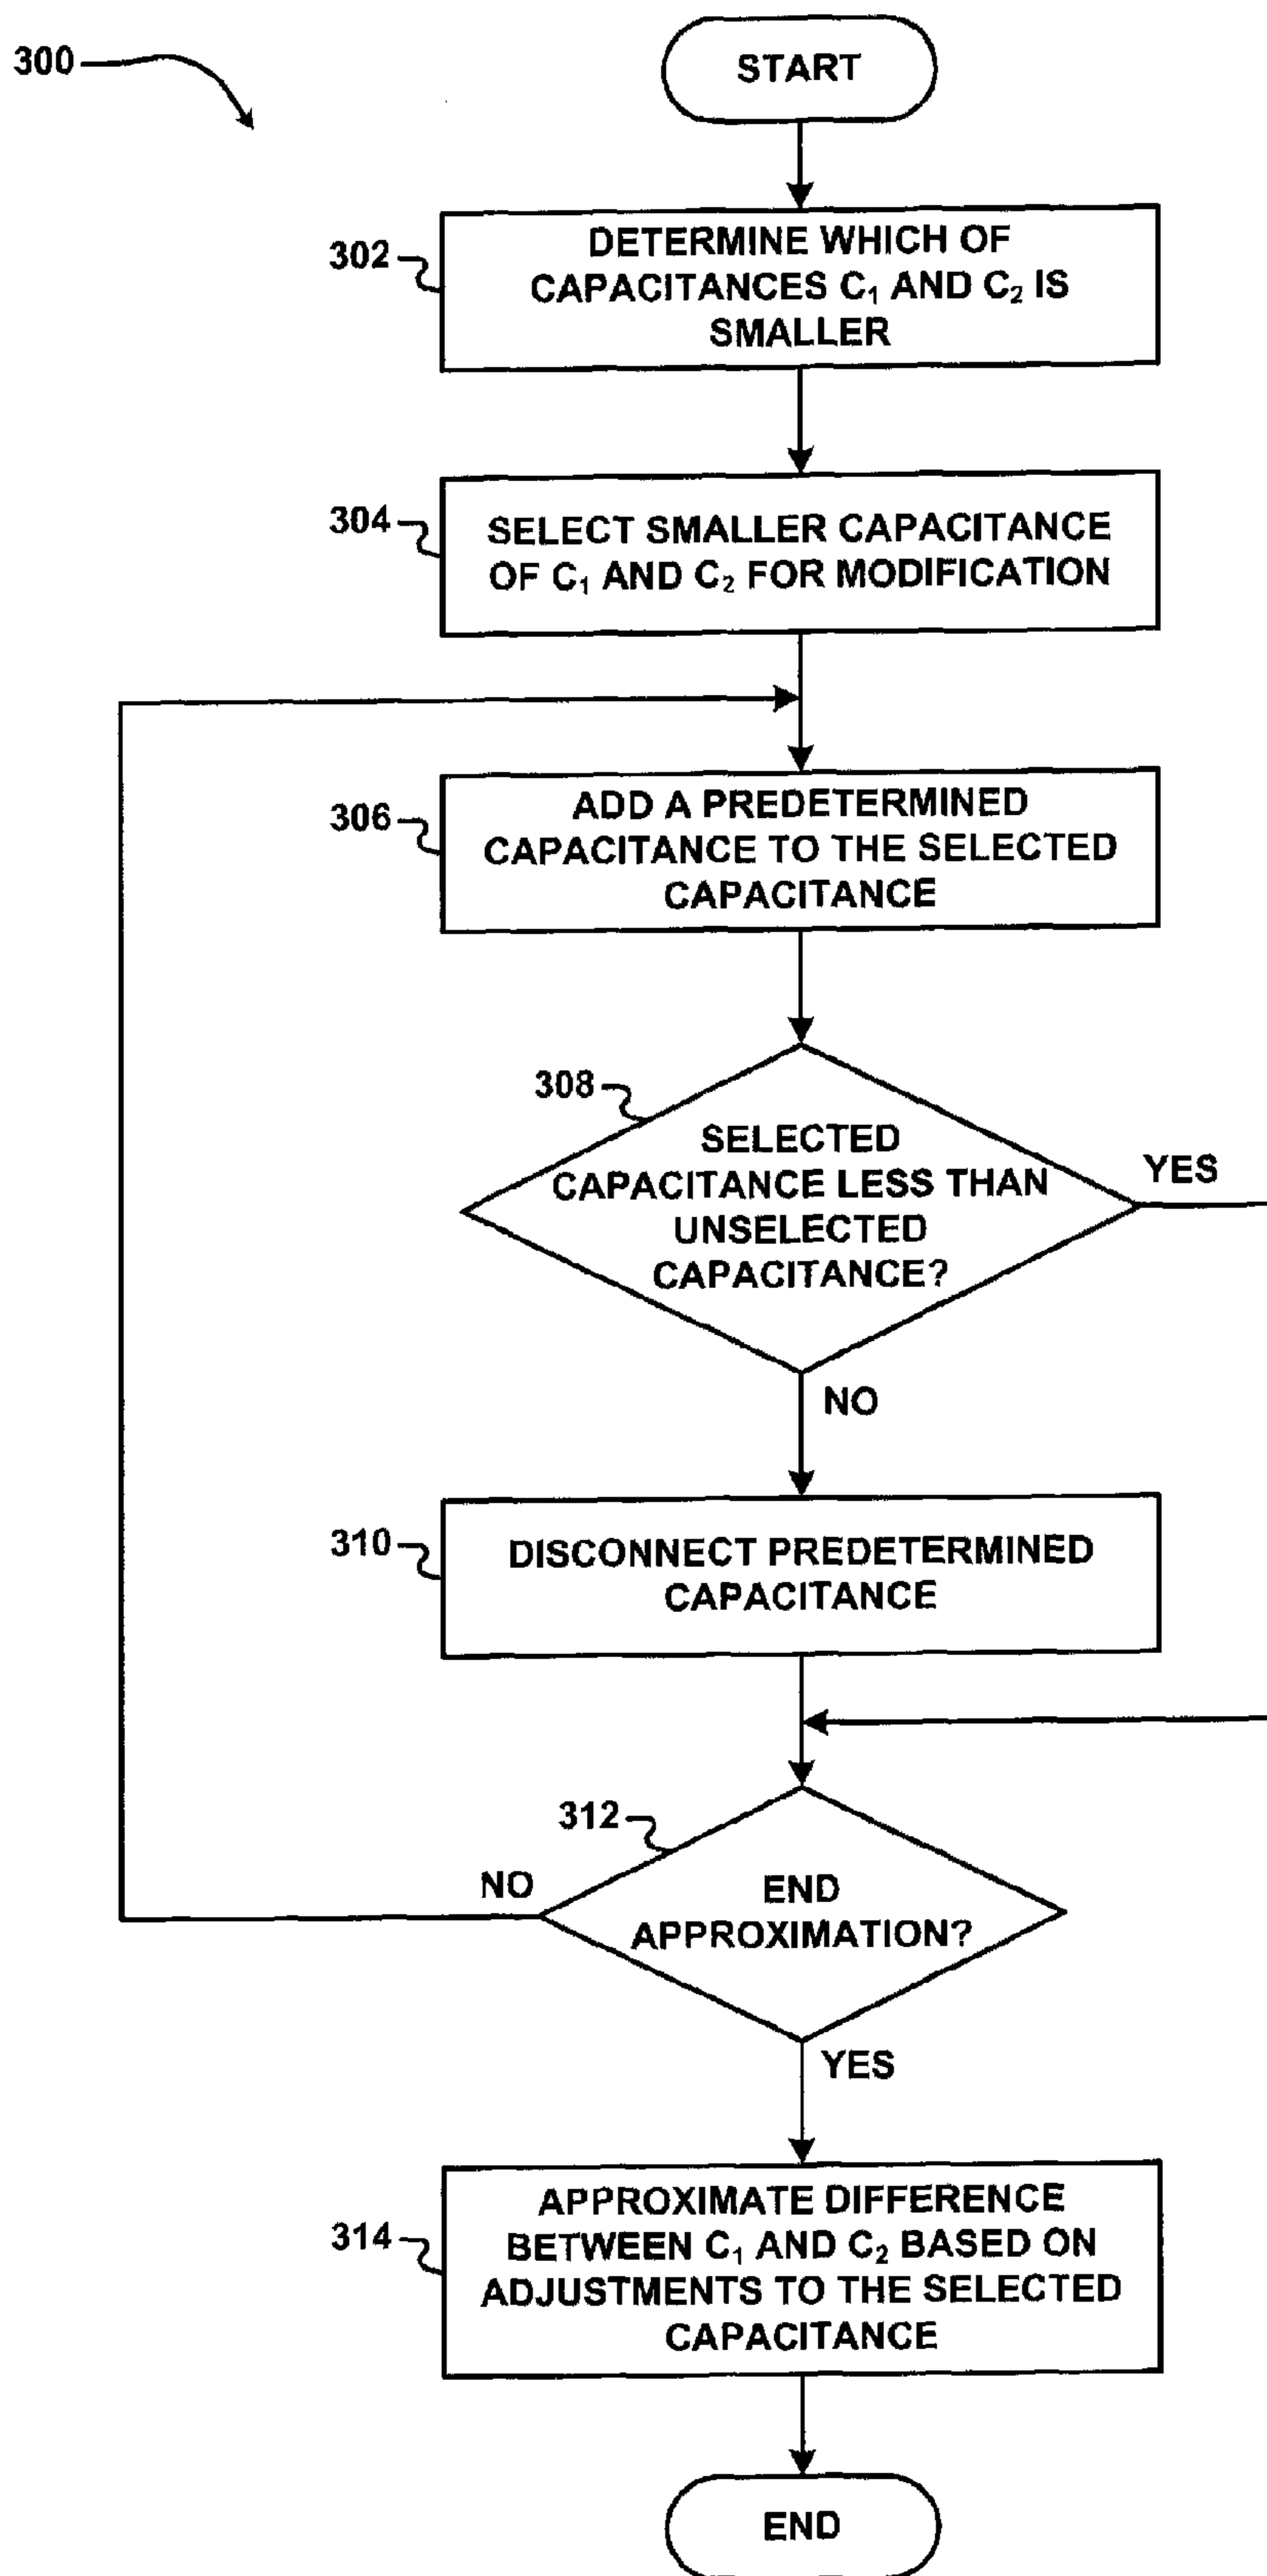 300
START
302
DETERMINE WHICH OF
CAPACITANCES C₁ AND C₂ IS
SMALLER
304
SELECT SMALLER CAPACITANCE
OF C₁ AND C₂ FOR MODIFICATION
306
ADD A PREDETERMINED
CAPACITANCE TO THE SELECTED
CAPACITANCE
308
SELECTED
CAPACITANCE LESS THAN
UNSELECTED
CAPACITANCE?
YES
NO
310
DISCONNECT PREDETERMINED
CAPACITANCE
312
END
APPROXIMATION?
NO
YES
314
APPROXIMATE DIFFERENCE
BETWEEN C₁ AND C₂ BASED ON
ADJUSTMENTS TO THE SELECTED
CAPACITANCE
END